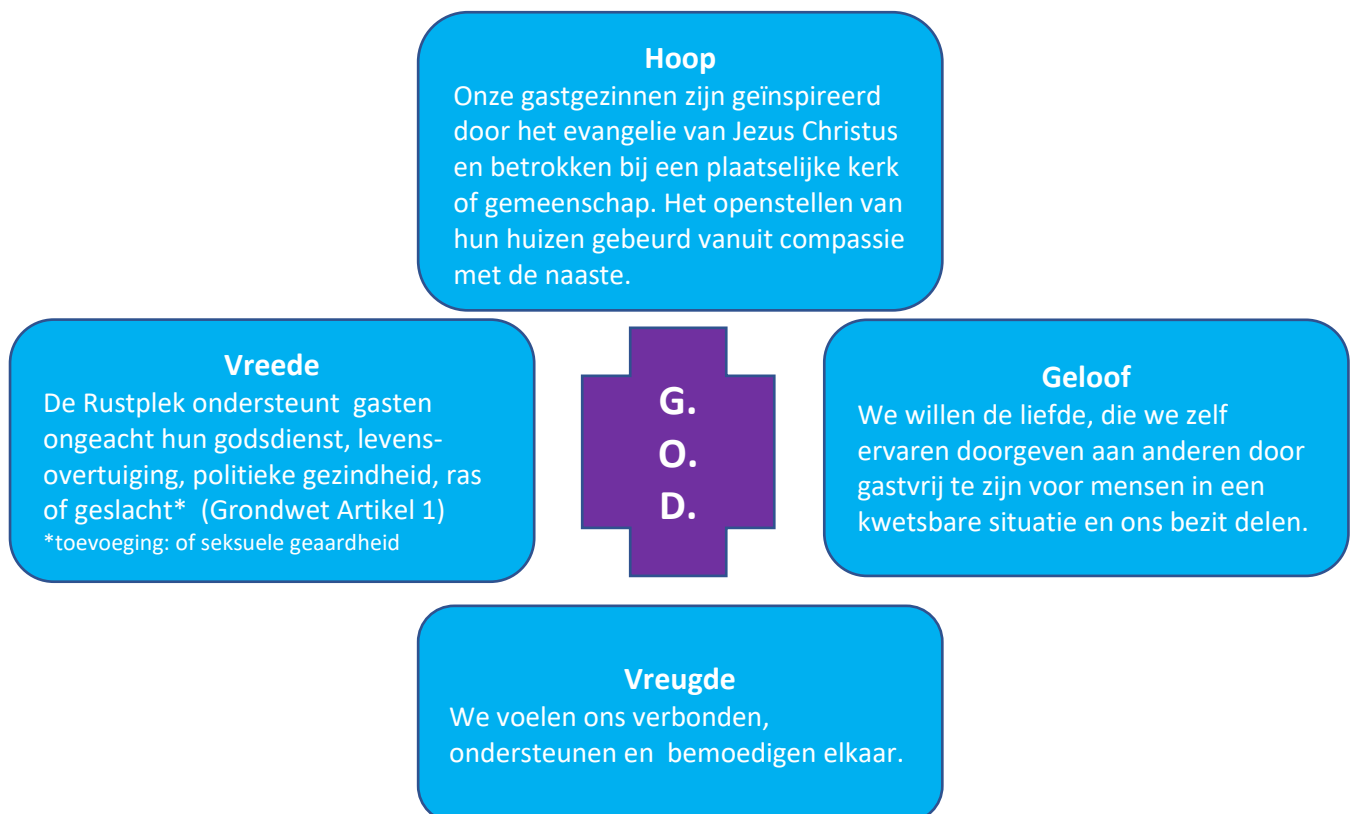 Hoop
Onze gastgezinnen zijn geïnspireerd
door het evangelie van Jezus Christus
en betrokken bij een plaatselijke kerk
of gemeenschap. Het openstellen van
hun huizen gebeurd vanuit compassie
met de naaste.
Vreede
De Rustplek ondersteunt  gasten
ongeacht hun godsdienst, levens-
overtuiging, politieke gezindheid, ras
of geslacht*  (Grondwet Artikel 1)
*toevoeging: of seksuele geaardheid
G.
O.
D.
Geloof
We willen de liefde, die we zelf
ervaren doorgeven aan anderen door
gastvrij te zijn voor mensen in een
kwetsbare situatie en ons bezit delen.
Vreugde
We voelen ons verbonden,
ondersteunen en  bemoedigen elkaar.